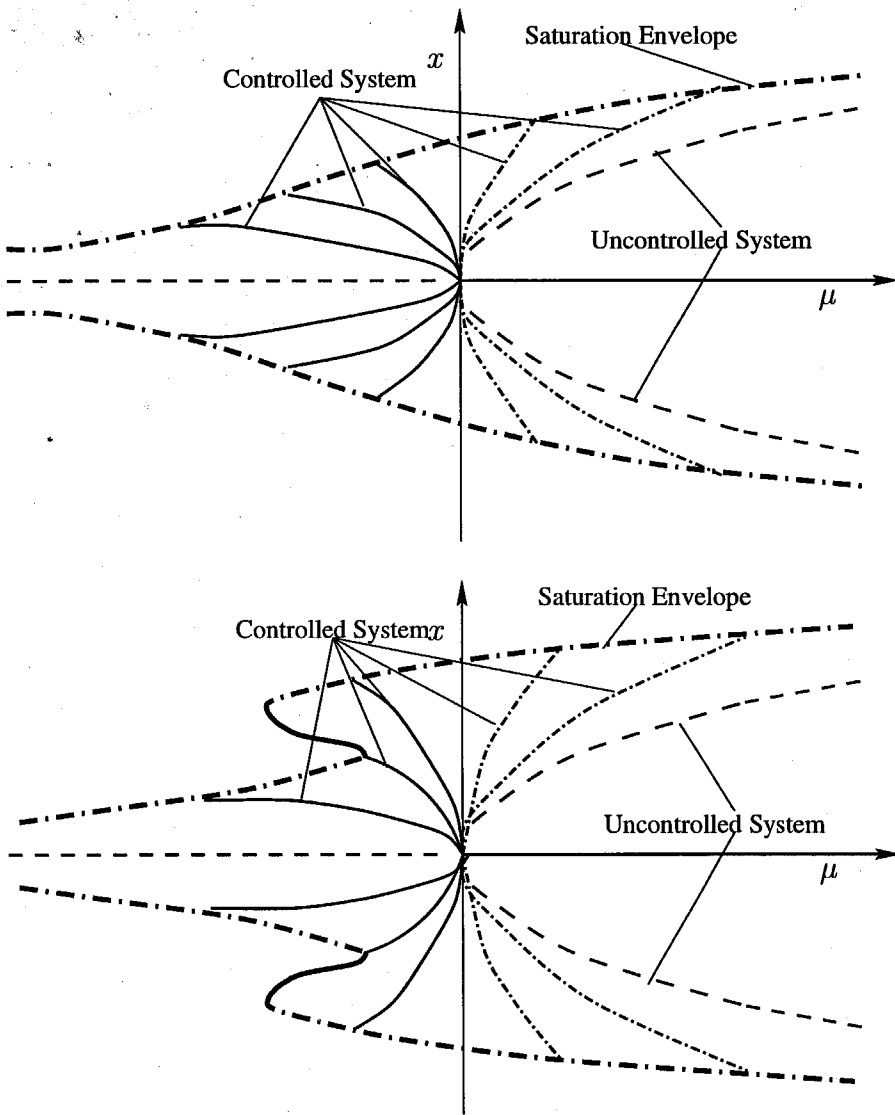 Saturation Envelope
x
Controlled System
Uncontrolled System
μ
Saturation Envelope
Controlled System x
Uncontrolled System
μ